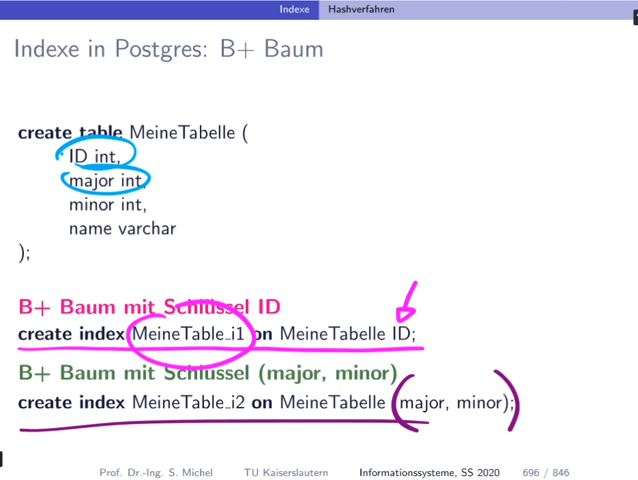 Indexe Hashverfahren
Indexe in Postgres: B+ Baum
create table MeineTabelle (
ID int,
major int,
minor int,
name varchar
);
B+ Baum mit Schlüssel ID
create index MeineTable_i1 on MeineTabelle ID;
B+ Baum mit Schlüssel (major, minor)
create index MeineTable_i2 on MeineTabelle (major, minor);
Prof. Dr.-Ing. S. Michel TU Kaiserslautern Informationssysteme, SS 2020 696 / 846